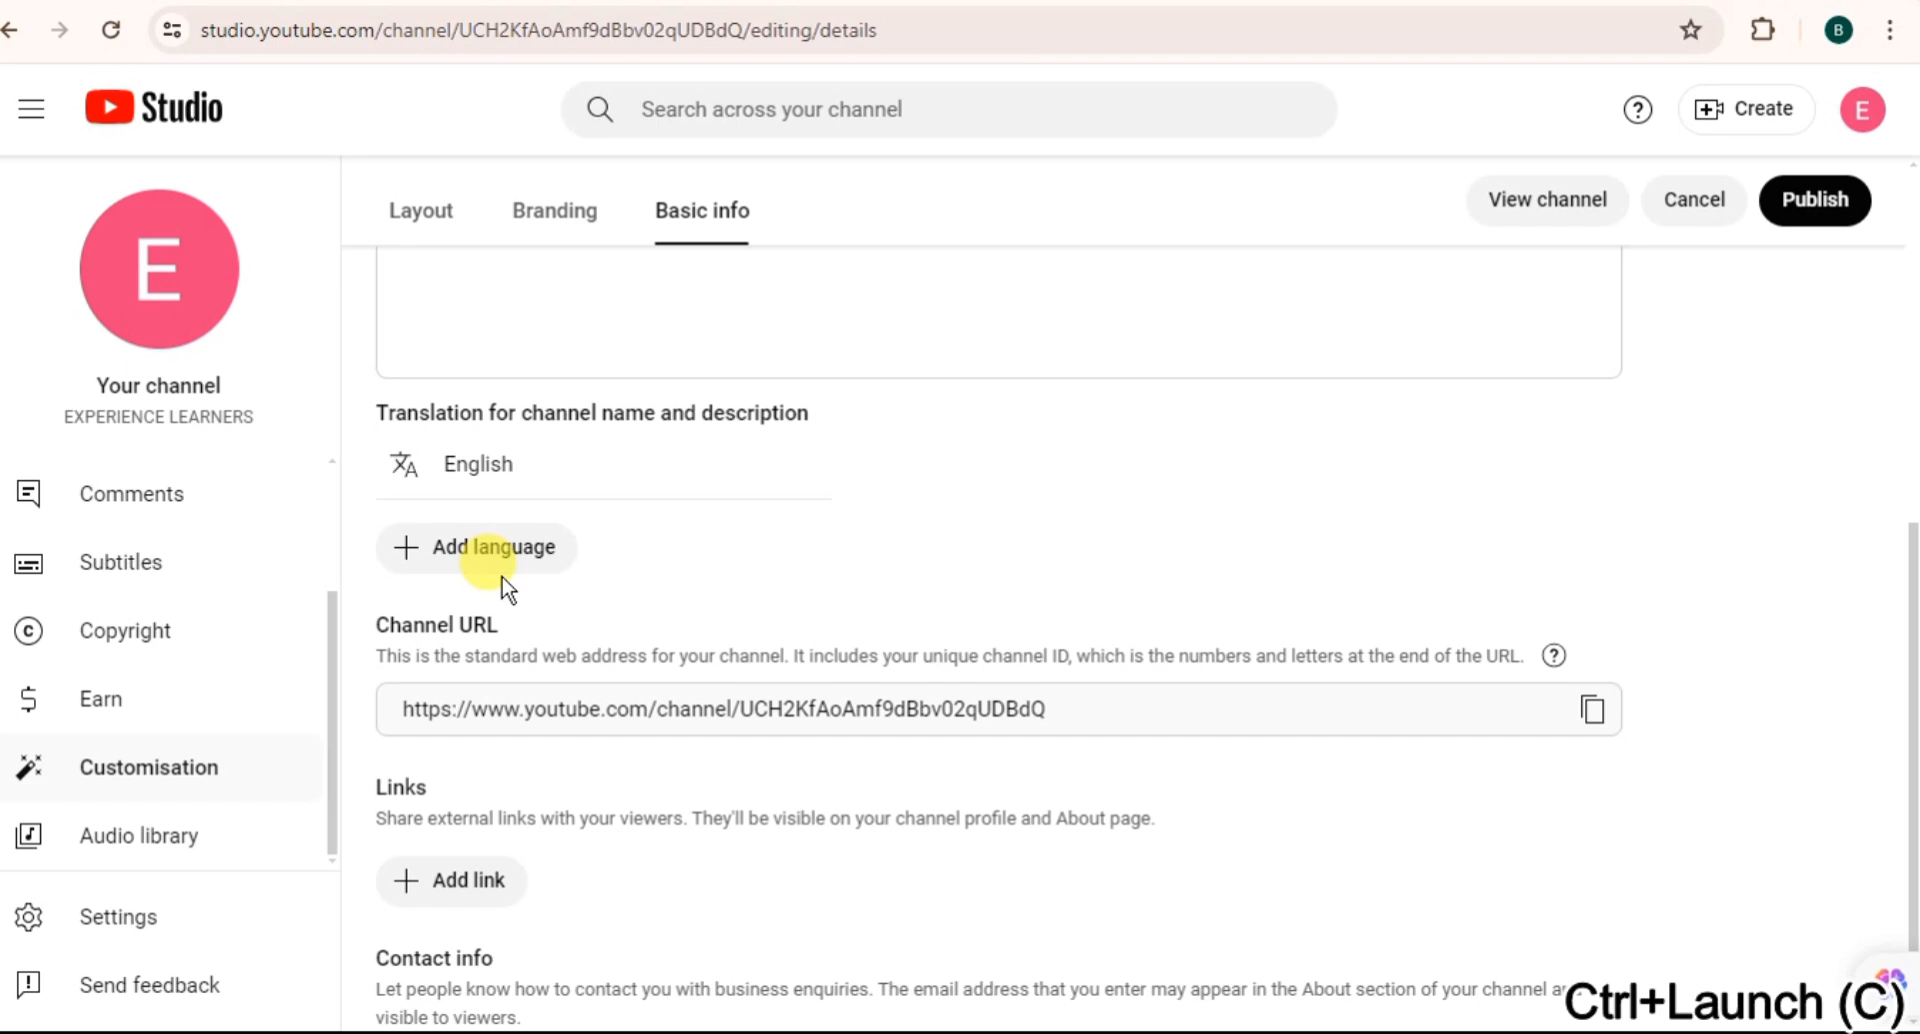 studio.youtube.com/channel/UCH2KfAoAmf9dBbv02qUDBdQ/editing/details
B
Studio
Search across your channel
?
Create
E
E
Your channel
EXPERIENCE LEARNERS
Comments
Subtitles
Copyright
Earn
Customisation
Audio library
Settings
Send feedback
Layout
Branding
Basic info
View channel
Cancel
Publish
Translation for channel name and description
English
+ Add language
Channel URL
This is the standard web address for your channel. It includes your unique channel ID, which is the numbers and letters at the end of the URL. ?
https://www.youtube.com/channel/UCH2KfAoAmf9dBbv02qUDBdQ
Links
Share external links with your viewers. They'll be visible on your channel profile and About page.
+ Add link
Contact info
Let people know how to contact you with business enquiries. The email address that you enter may appear in the About section of your channel
visible to viewers.
Ctrl+Launch (C)